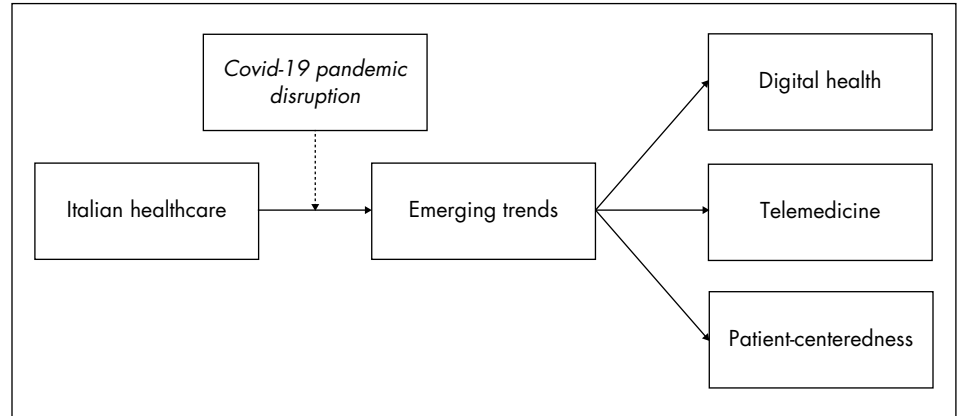 Covid-19 pandemic
disruption
Digital health
Italian healthcare
Emerging trends
Telemedicine
Patient-centeredness